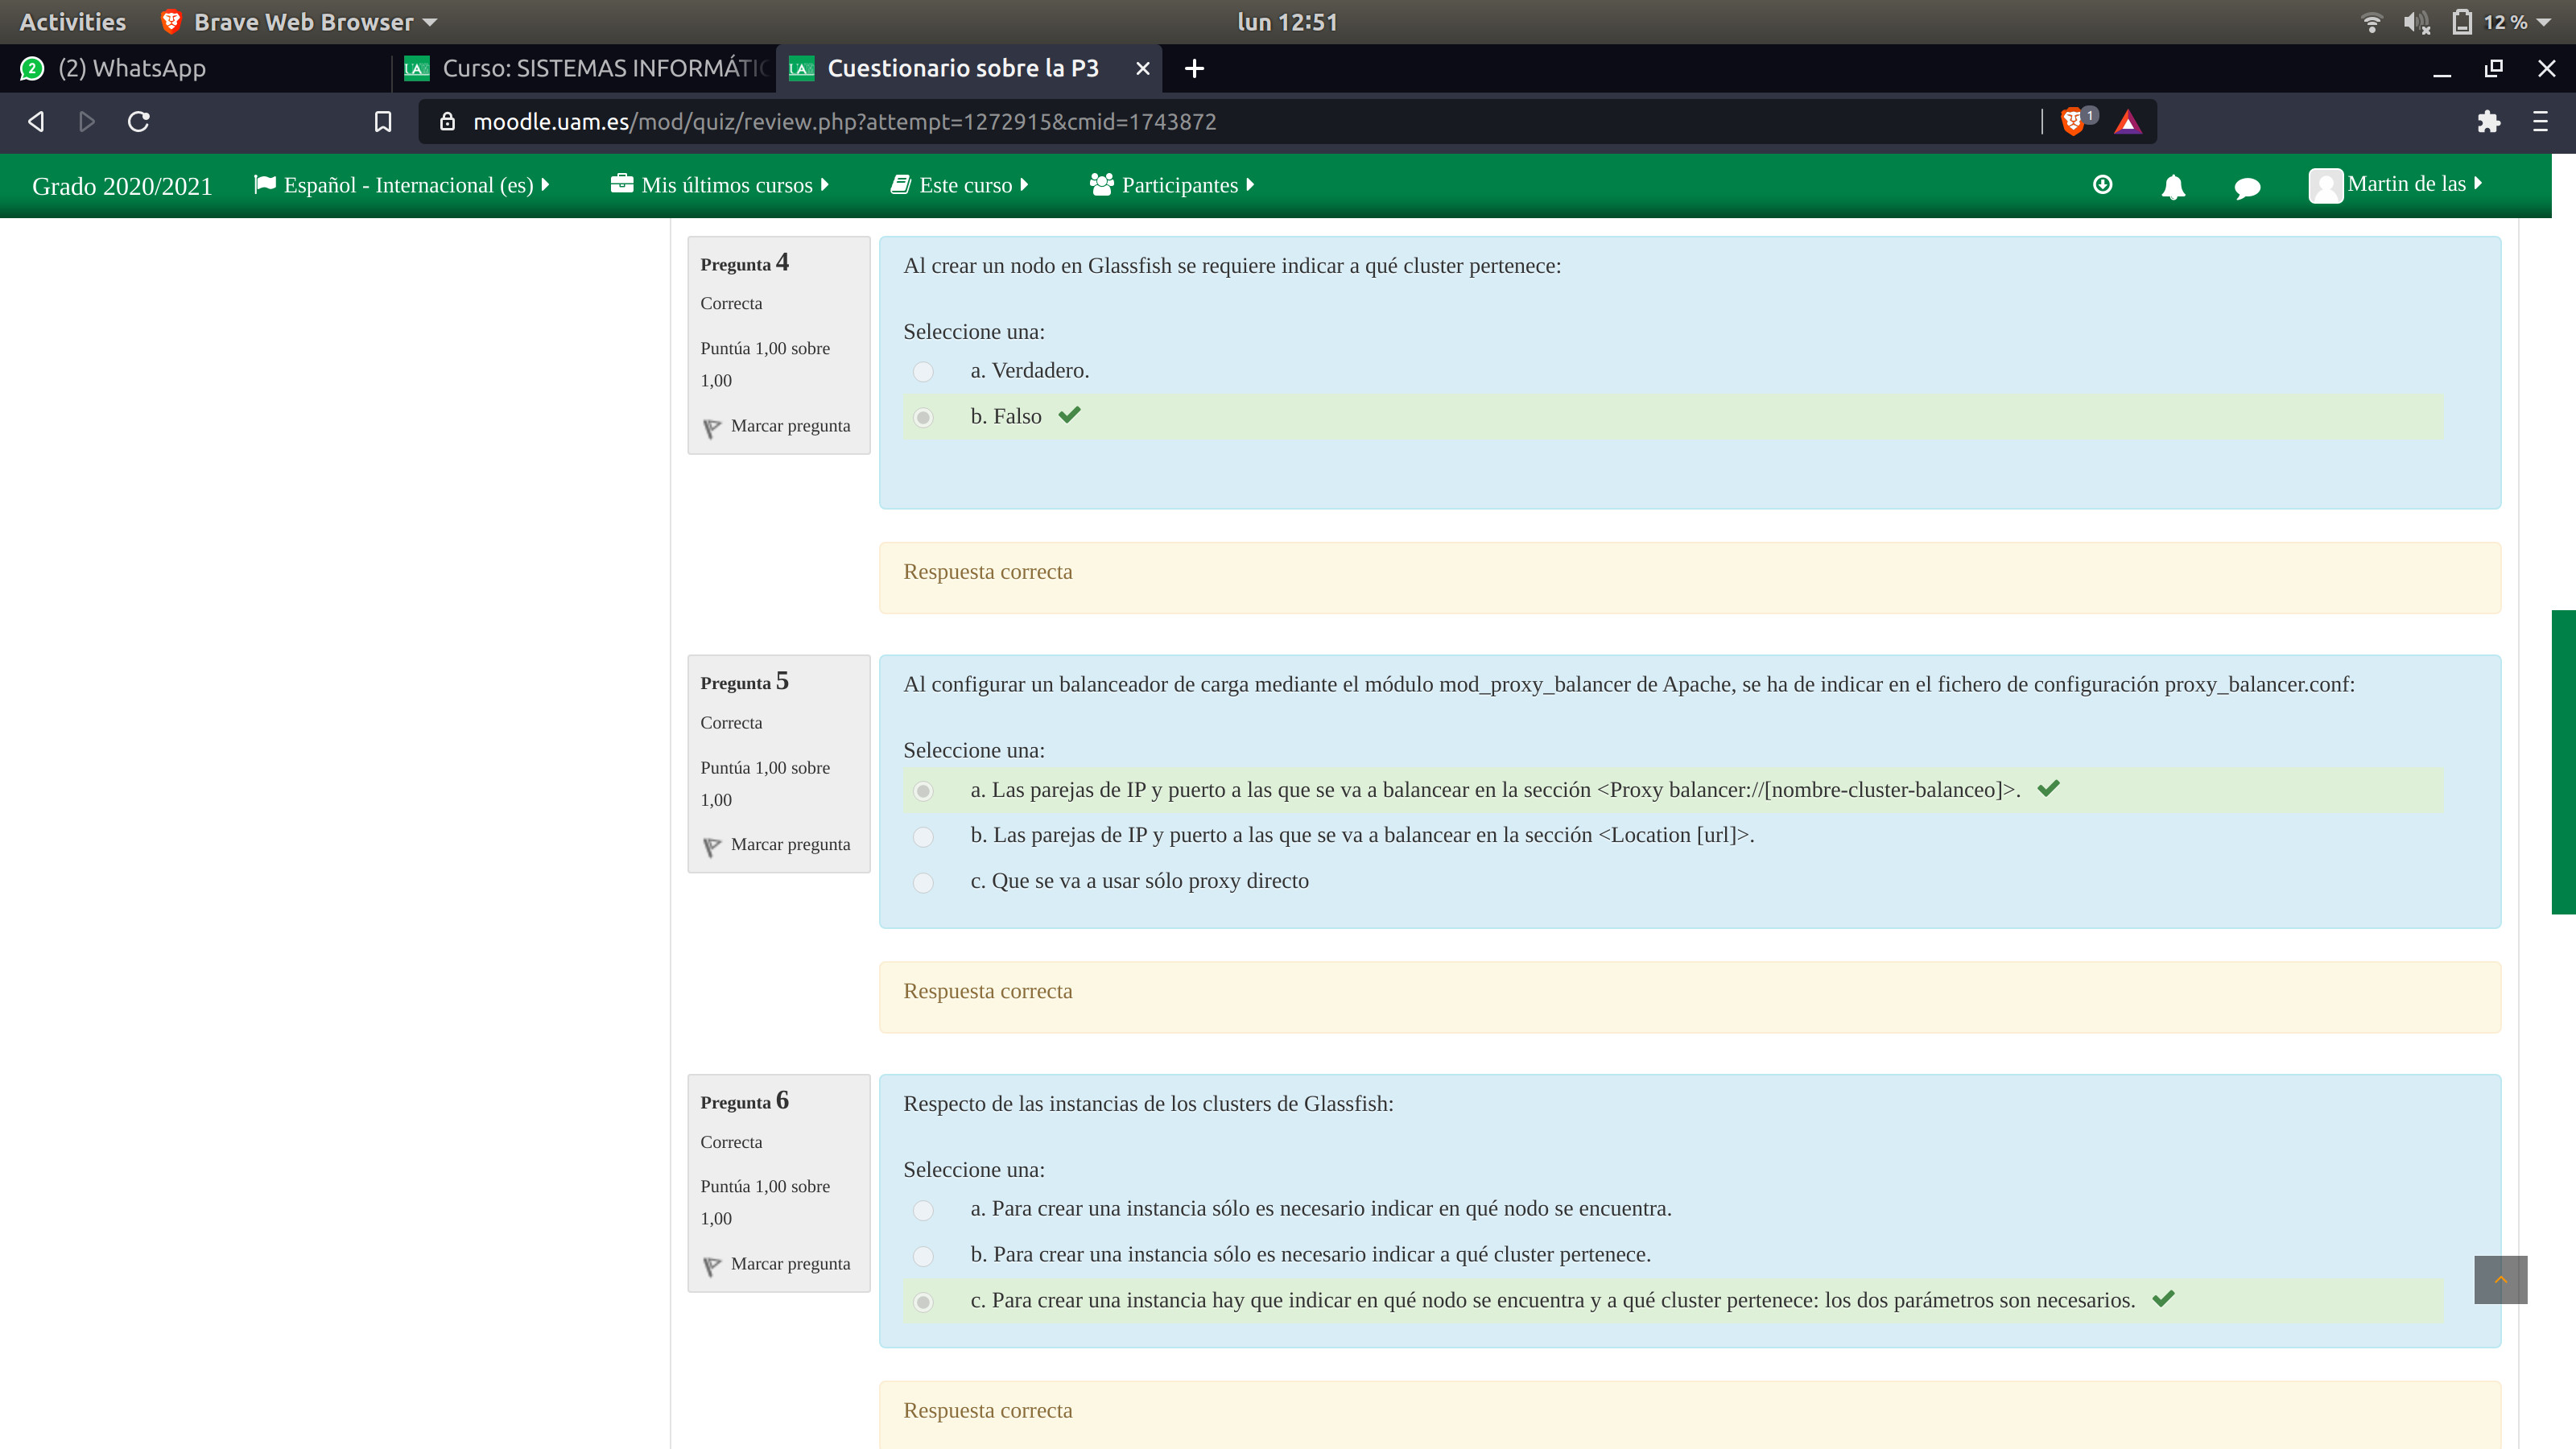 Activities Brave Web Browser lun 12:51 12 %
2 (2) WhatsApp Curso: SISTEMAS INFORMÁTIC Cuestionario sobre la P3
moodle.uam.es/mod/quiz/review.php?attempt=1272915&cmid=1743872 1
Grado 2020/2021 Español - Internacional (es) Mis últimos cursos Este curso Participantes Martin de las
Pregunta 4
Correcta
Puntúa 1,00 sobre
1,00
Marcar pregunta
Al crear un nodo en Glassfish se requiere indicar a qué cluster pertenece:
Seleccione una:
a. Verdadero.
b. Falso
Respuesta correcta
Pregunta 5
Correcta
Puntúa 1,00 sobre
1,00
Marcar pregunta
Al configurar un balanceador de carga mediante el módulo mod_proxy_balancer de Apache, se ha de indicar en el fichero de configuración proxy_balancer.conf:
Seleccione una:
a. Las parejas de IP y puerto a las que se va a balancear en la sección <Proxy balancer://[nombre-cluster-balanceo]>.
b. Las parejas de IP y puerto a las que se va a balancear en la sección <Location [url]>.
c. Que se va a usar sólo proxy directo
Respuesta correcta
Pregunta 6
Correcta
Puntúa 1,00 sobre
1,00
Marcar pregunta
Respecto de las instancias de los clusters de Glassfish:
Seleccione una:
a. Para crear una instancia sólo es necesario indicar en qué nodo se encuentra.
b. Para crear una instancia sólo es necesario indicar a qué cluster pertenece.
c. Para crear una instancia hay que indicar en qué nodo se encuentra y a qué cluster pertenece: los dos parámetros son necesarios.
Respuesta correcta